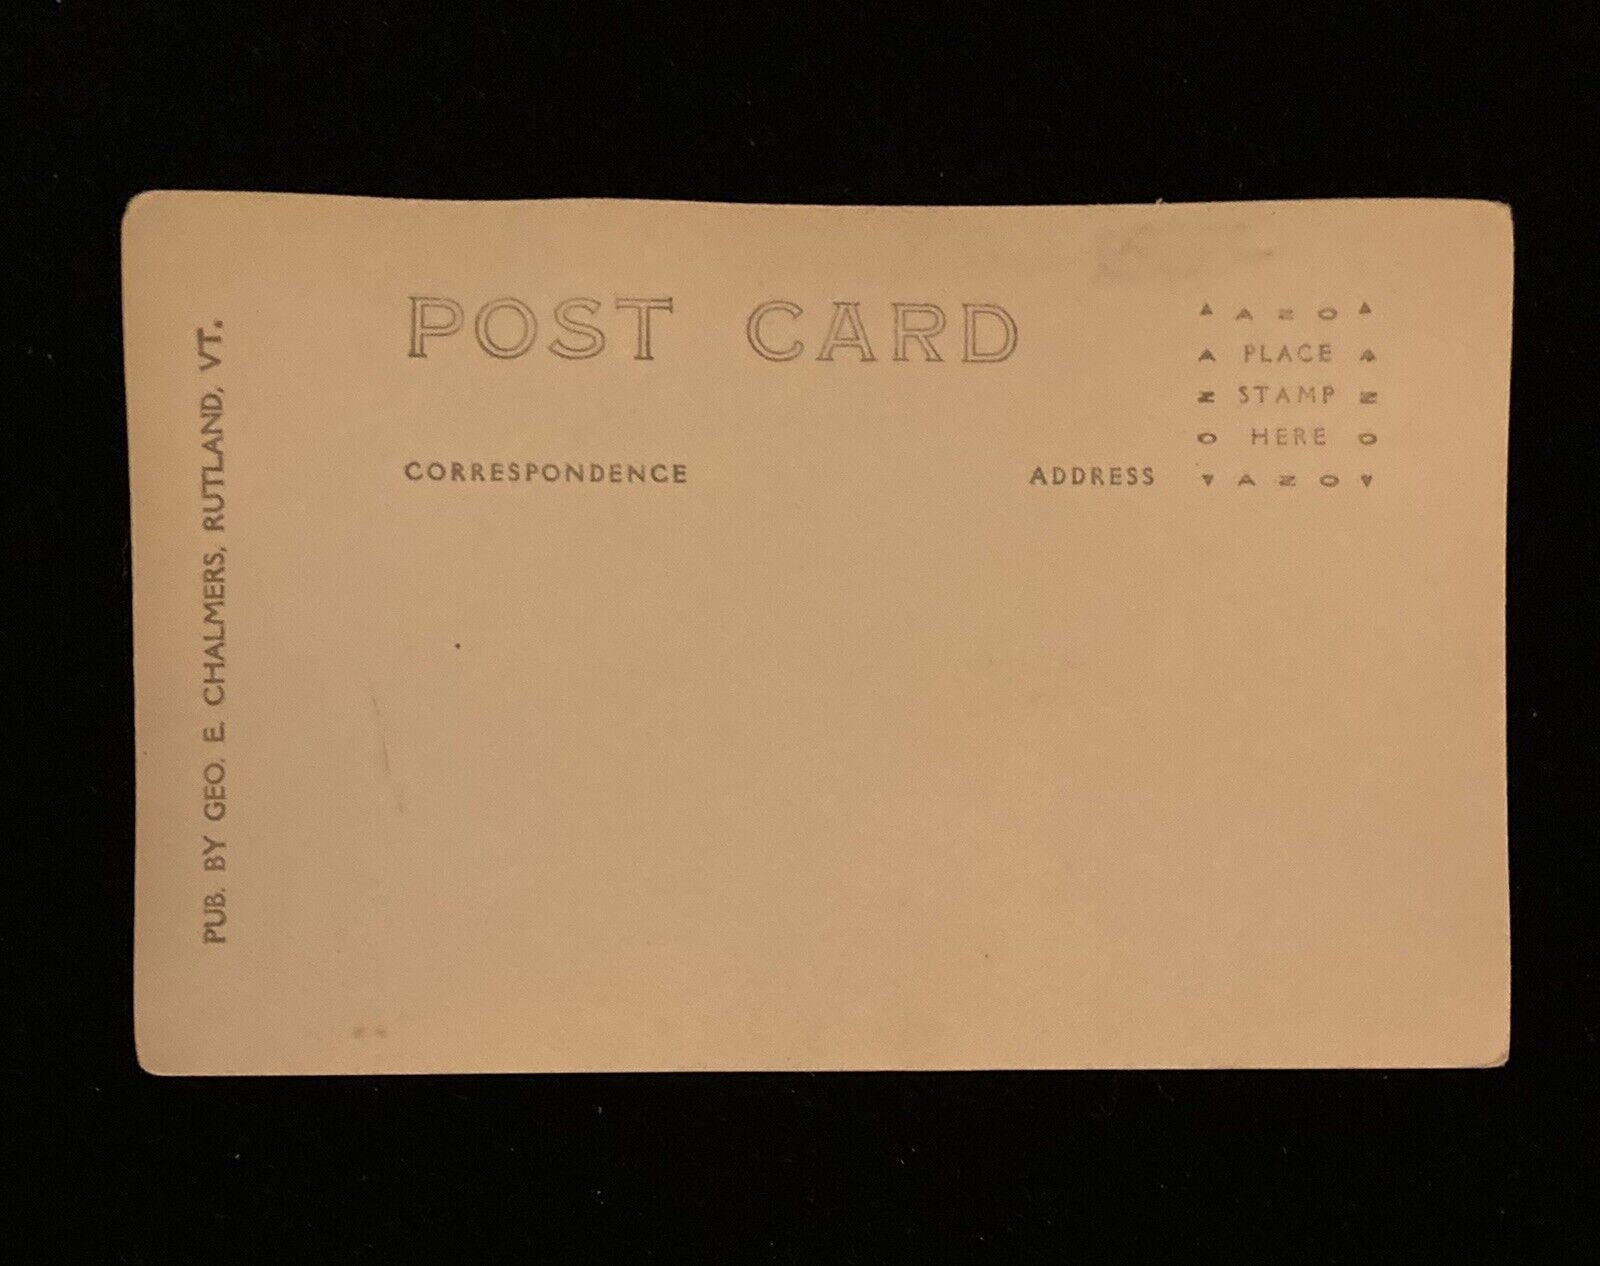 POST CARD
CORRESPONDENCE
ADDRESS
▲ A Z O ▲
A PLACE A
Z STAMP Z
O HERE O
▼ A Z O ▼
PUB. BY GEO. E. CHALMERS, RUTLAND, VT.